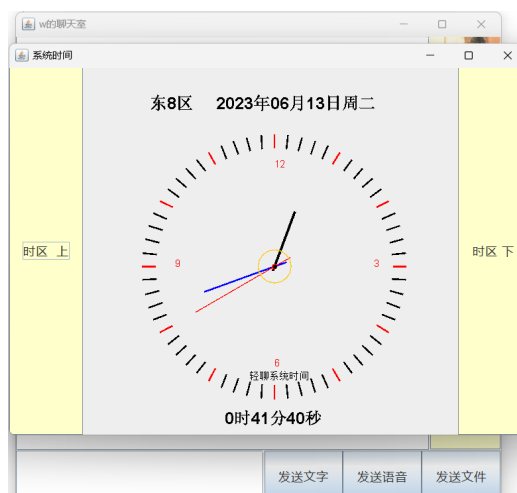 w的聊天室
系统时间
东8区 2023年06月13日周二
12
时区 上
9
3
时区 下
6
轻聊系统时间
0时41分40秒
发送文字
发送语音
发送文件